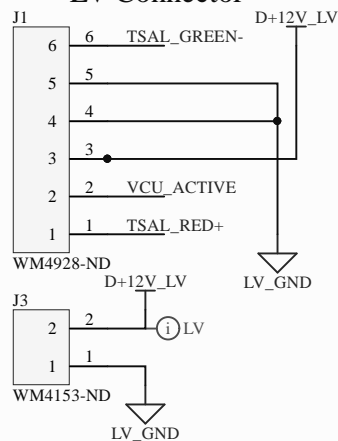 LV Connector
J1
D+12V_LV
6 6 TSAL_GREEN-
5 5
4 4
3 3
2 2 VCU_ACTIVE
1 1 TSAL_RED+
WM4928-ND
LV_GND
D+12V_LV
J3
2 2 i LV
1 1
WM4153-ND
LV_GND